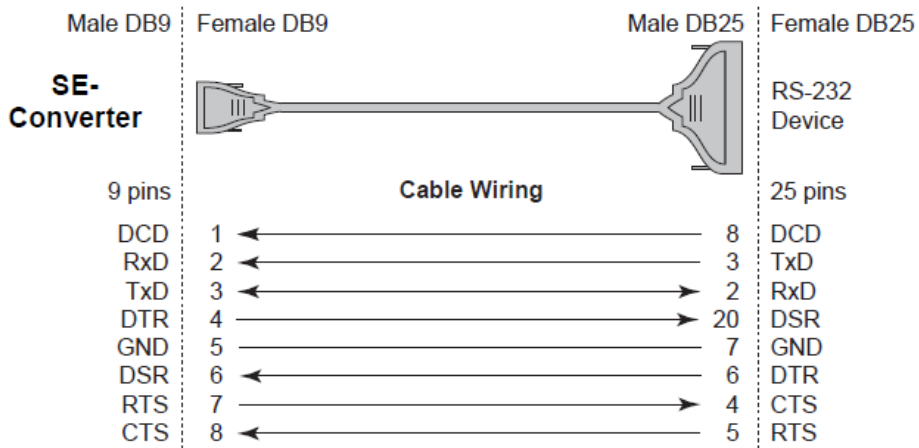 Male DB9 Female DB9 Male DB25 Female DB25
SE-
Converter
RS-232
Device
9 pins Cable Wiring 25 pins
DCD 1 8 DCD
RxD 2 3 TxD
TxD 3 2 RxD
DTR 4 20 DSR
GND 5 7 GND
DSR 6 6 DTR
RTS 7 4 CTS
CTS 8 5 RTS